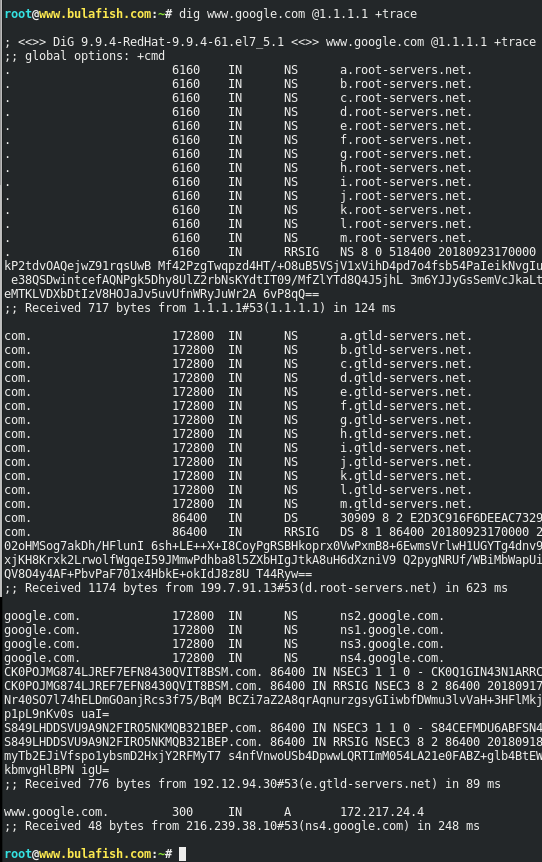 root@www.bulafish.com:~# dig www.google.com @1.1.1.1 +trace
; <<>> DiG 9.9.4-RedHat-9.9.4-61.el7_5.1 <<>> www.google.com @1.1.1.1 +trace
;; global options: +cmd
. 6160 IN NS a.root-servers.net.
. 6160 IN NS b.root-servers.net.
. 6160 IN NS c.root-servers.net.
. 6160 IN NS d.root-servers.net.
. 6160 IN NS e.root-servers.net.
. 6160 IN NS f.root-servers.net.
. 6160 IN NS g.root-servers.net.
. 6160 IN NS h.root-servers.net.
. 6160 IN NS i.root-servers.net.
. 6160 IN NS j.root-servers.net.
. 6160 IN NS k.root-servers.net.
. 6160 IN NS l.root-servers.net.
. 6160 IN NS m.root-servers.net.
. 6160 IN RRSIG NS 8 0 518400 20180923170000
kP2tdvOAQejwZ91rqsUwB Mf42PzgTwqpzd4HT/+O8uB5VSjV1xVihD4pd7o4fsb54PaIeikNvgIu
e38QSDwintcefAQNPgk5Dhy8UlZ2rbNsKYdtIT09/MfZlYTd8Q4J5jhL 3m6YJJyGsSemVcJkaLt
eMTKLVDXbDtIzV8HOJaJv5uvUfnWRyJuWr2A 6vP8qQ==
;; Received 717 bytes from 1.1.1.1#53(1.1.1.1) in 124 ms
com. 172800 IN NS a.gtld-servers.net.
com. 172800 IN NS b.gtld-servers.net.
com. 172800 IN NS c.gtld-servers.net.
com. 172800 IN NS d.gtld-servers.net.
com. 172800 IN NS e.gtld-servers.net.
com. 172800 IN NS f.gtld-servers.net.
com. 172800 IN NS g.gtld-servers.net.
com. 172800 IN NS h.gtld-servers.net.
com. 172800 IN NS i.gtld-servers.net.
com. 172800 IN NS j.gtld-servers.net.
com. 172800 IN NS k.gtld-servers.net.
com. 172800 IN NS l.gtld-servers.net.
com. 172800 IN NS m.gtld-servers.net.
com. 86400 IN DS 30909 8 2 E2D3C916F6DEEAC7329
com. 86400 IN RRSIG DS 8 1 86400 20180923170000 2
02oHMSog7akDh/HFlunI 6sh+LE++X+I8CoyPgRSBHkoprx0VwPxmB8+6EwmsVrlwH1UGYTg4dnv9
xjKH8Krxk2LrwolfWgqeI59JMmwPdhba8l5ZXbHIgJtkA8uH6dXzniV9 Q2pygNRUf/WBiMbWapUi
QV8O4y4AF+PbvPaF701x4HbkE+okIdJ8z8U T44Ryw==
;; Received 1174 bytes from 199.7.91.13#53(d.root-servers.net) in 623 ms
google.com. 172800 IN NS ns2.google.com.
google.com. 172800 IN NS ns1.google.com.
google.com. 172800 IN NS ns3.google.com.
google.com. 172800 IN NS ns4.google.com.
CK0POJMG874LJREF7EFN8430QVIT8BSM.com. 86400 IN NSEC3 1 1 0 - CK0Q1GIN43N1ARRC
CK0POJMG874LJREF7EFN8430QVIT8BSM.com. 86400 IN RRSIG NSEC3 8 2 86400 20180917
Nr40SO7l74hELDmGOanjRcs3f75/BqM BCZi7aZ2A8qrAqnurzgsyGIiwbfDWmu3lvVaH+3HFlMkj
p1pL9nKv0s uaI=
S849LHDDSVU9A9N2FIRO5NKMQB321BEP.com. 86400 IN NSEC3 1 1 0 - S84CEFMDU6ABFSN4
S849LHDDSVU9A9N2FIRO5NKMQB321BEP.com. 86400 IN RRSIG NSEC3 8 2 86400 20180918
myTb2EJiVfspo1ybsmD2HxjY2RFMyT7 s4nfVnwoUSb4DpwwLQRTImM054LA21e0FABZ+glb4BtEW
kbmvgHlBPN igU=
;; Received 776 bytes from 192.12.94.30#53(e.gtld-servers.net) in 89 ms
www.google.com. 300 IN A 172.217.24.4
;; Received 48 bytes from 216.239.38.10#53(ns4.google.com) in 248 ms
root@www.bulafish.com:~#